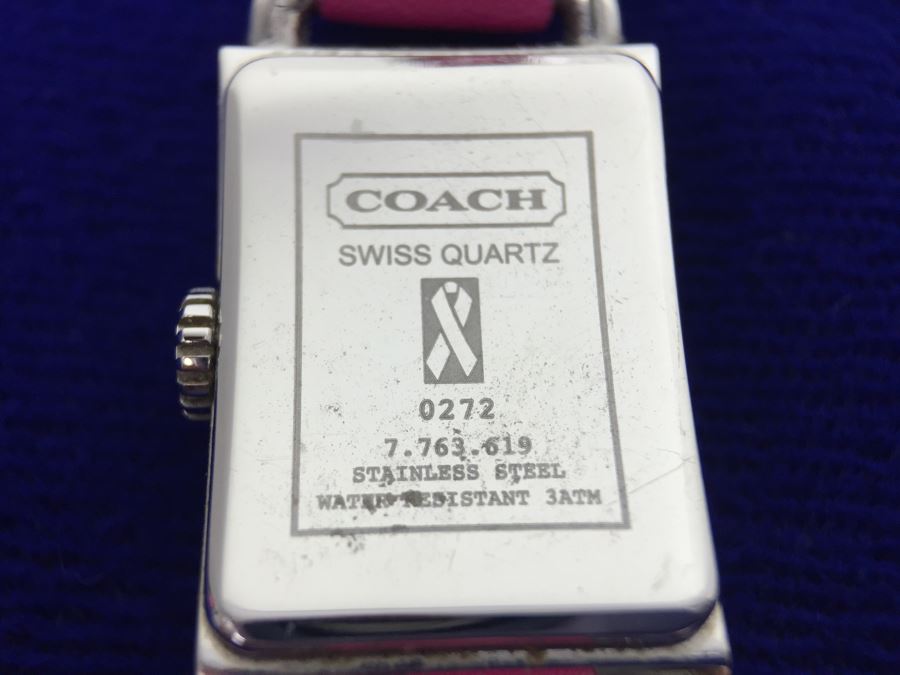 COACH
SWISS QUARTZ
0272
7.763.619
STAINLESS STEEL
WATER RESISTANT 3ATM